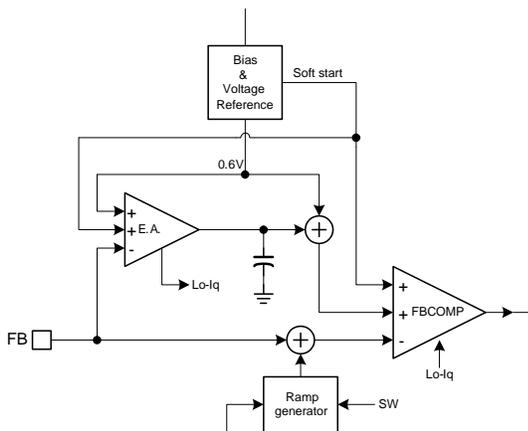 Bias
&
Voltage
Reference
Soft start
0.6V
+
+ E.A.
-
+
Lo-Iq
+
+ FBCOMP
-
FB
+
Lo-Iq
Ramp
generator
SW